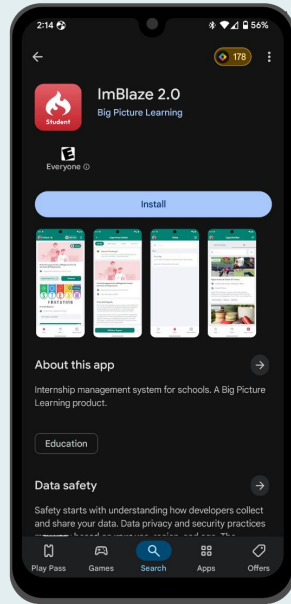 2:14
56%
178
Student
ImBlaze 2.0
Big Picture Learning
E
Everyone
Install
About this app
Internship management system for schools. A Big Picture
Learning product.
Education
Data safety
Safety starts with understanding how developers collect
and share your data. Data privacy and security practices
Play Pass
Games
Search
Apps
Offers